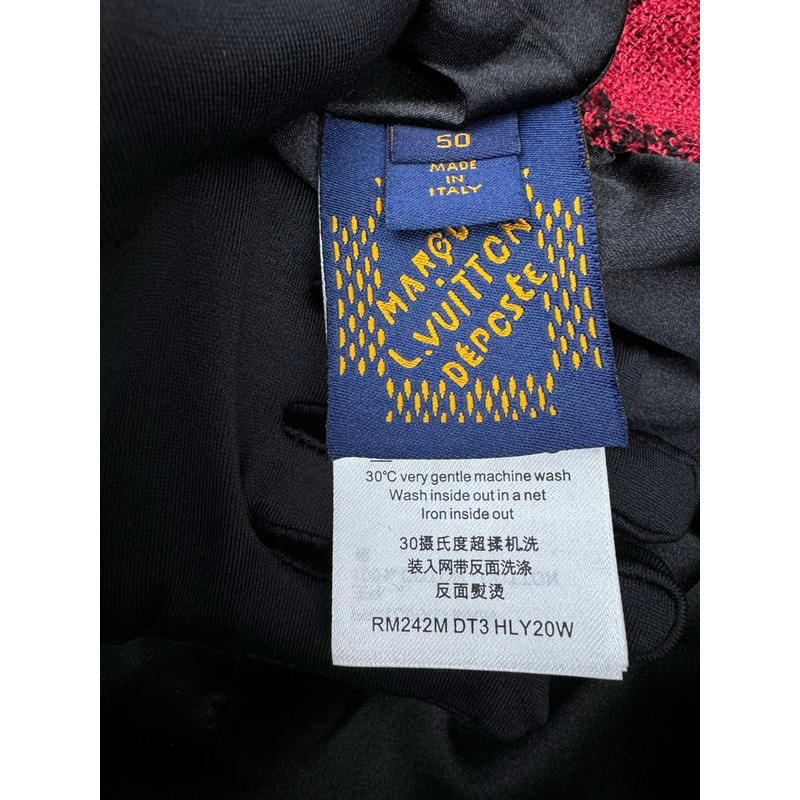 50
MADE
IN
ITALY
L.VUITTON
DÉPOSÉE
30℃ very gentle machine wash
Wash inside out in a net
Iron inside out
30摄氏度超揉机洗
装入网带反面洗涤
反面熨烫
RM242M DT3 HLY20W